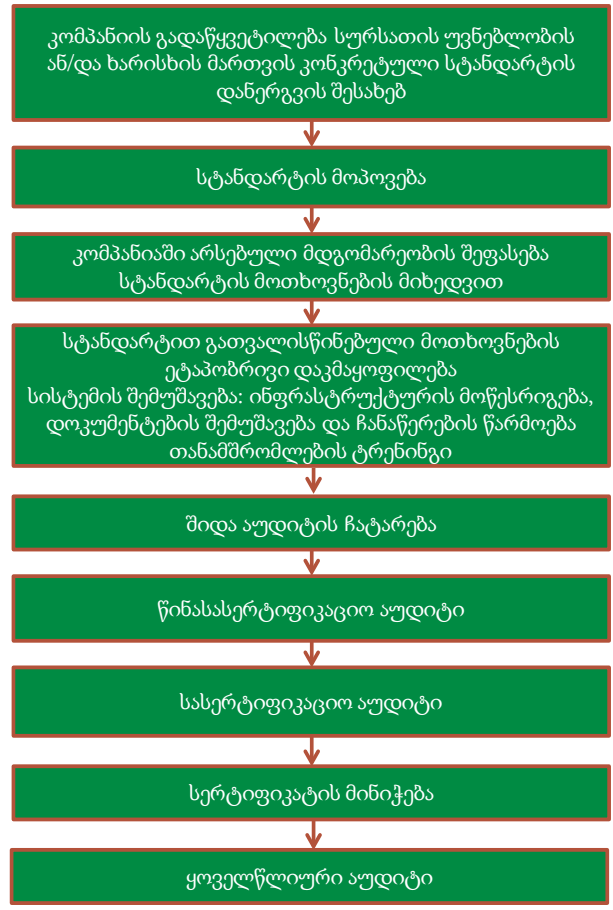 კომპანიის გადაწყვეტილება სურსათის უვნებლობის
ან/და ხარისხის მართვის კონკრეტული სტანდარტის
დანერგვის შესახებ
სტანდარტის მოპოვება
კომპანიაში არსებული მდგომარეობის შეფასება
სტანდარტის მოთხოვნების მიხედვით
სტანდარტით გათვალისწინებული მოთხოვნების
ეტაპობრივი დაკმაყოფილება
სისტემის შემუშავება: ინფრასტრუქტურის მოწესრიგება,
დოკუმენტების შემუშავება და ჩანაწერების წარმოება
თანამშრომლების ტრენინგი
შიდა აუდიტის ჩატარება
წინასასერტიფიკაციო აუდიტი
სასერტიფიკაციო აუდიტი
სერტიფიკატის მინიჭება
ყოველწლიური აუდიტი